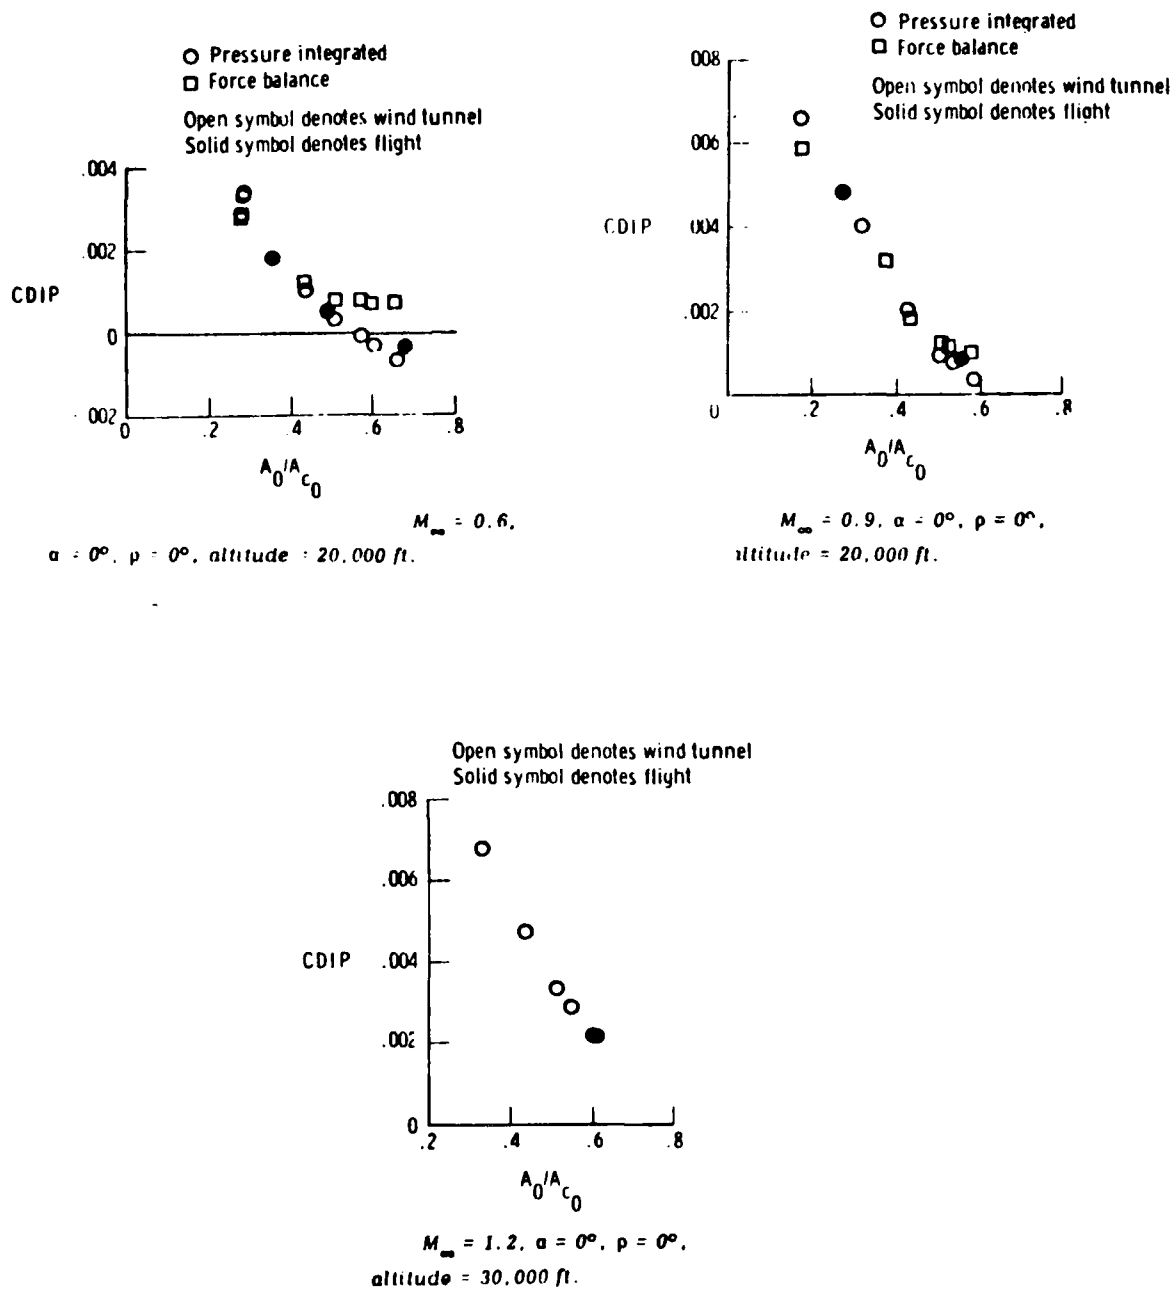 Pressure integrated
Force balance
Open symbol denotes wind tunnel
Solid symbol denotes flight
.004
.002
CDIP
0
002
0 .2 .4 .6 .8
A0/Ac0
M∞ = 0.6,
α = 0°, ρ = 0°, altitude = 20,000 ft.
Pressure integrated
Force balance
Open symbol denotes wind tunnel
Solid symbol denotes flight
008
006
CDIP 004
.002
0 .2 .4 .6 .8
A0/Ac0
M∞ = 0.9, α = 0°, ρ = 0°,
altitude = 20,000 ft.
Open symbol denotes wind tunnel
Solid symbol denotes flight
.008
.006
CDIP .004
.002
0
.2 .4 .6 .8
A0/Ac0
M∞ = 1.2, α = 0°, ρ = 0°,
altitude = 30,000 ft.